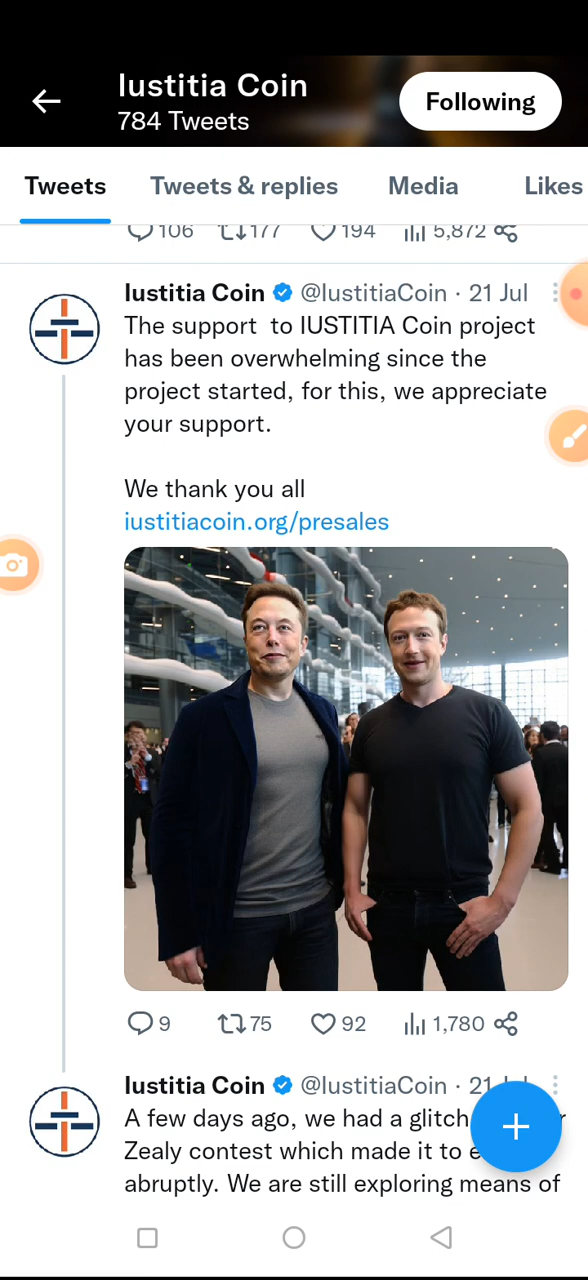 Iustitia Coin
784 Tweets
Following
Tweets Tweets & replies Media Likes
106 177 194 5,872
Iustitia Coin @IustitiaCoin · 21 Jul
The support  to IUSTITIA Coin project
has been overwhelming since the
project started, for this, we appreciate
your support.
We thank you all
iustitiacoin.org/presales
9 75 92 1,780
Iustitia Coin @IustitiaCoin · 21
A few days ago, we had a glitch
Zealy contest which made it to
abruptly. We are still exploring means of